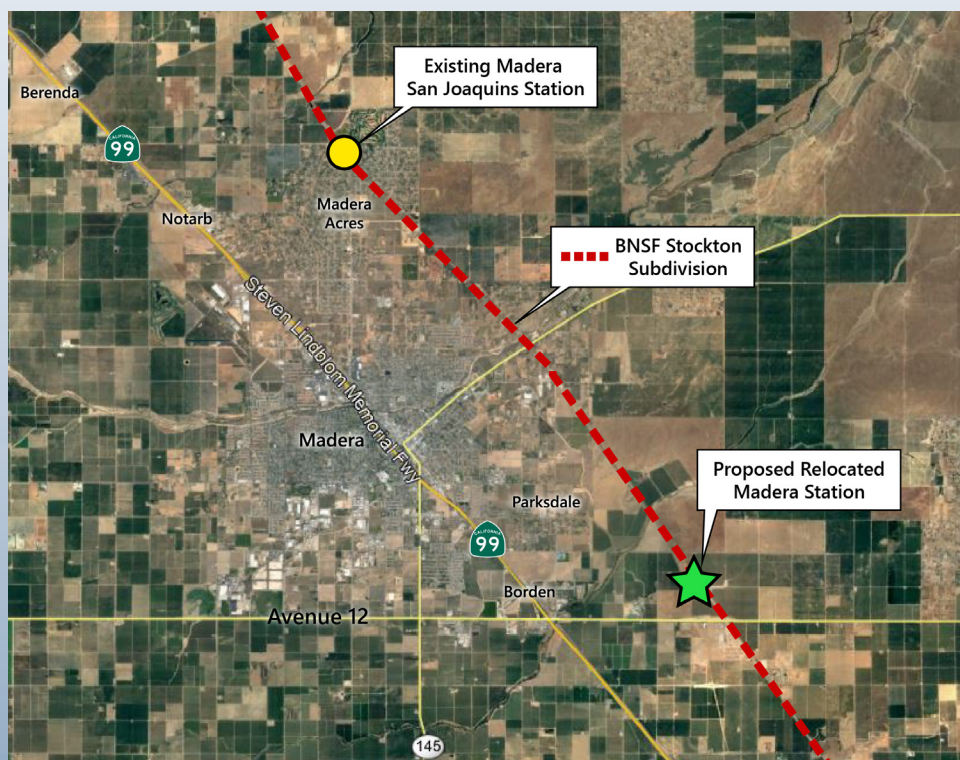 Existing Madera
San Joaquins Station
Berenda
CALIFORNIA
99
Madera
Acres
Notarb
BNSF Stockton
Subdivision
Steven Lindblom Memorial Fwy
Madera
Proposed Relocated
Madera Station
Parksdale
CALIFORNIA
99
Borden
Avenue 12
145